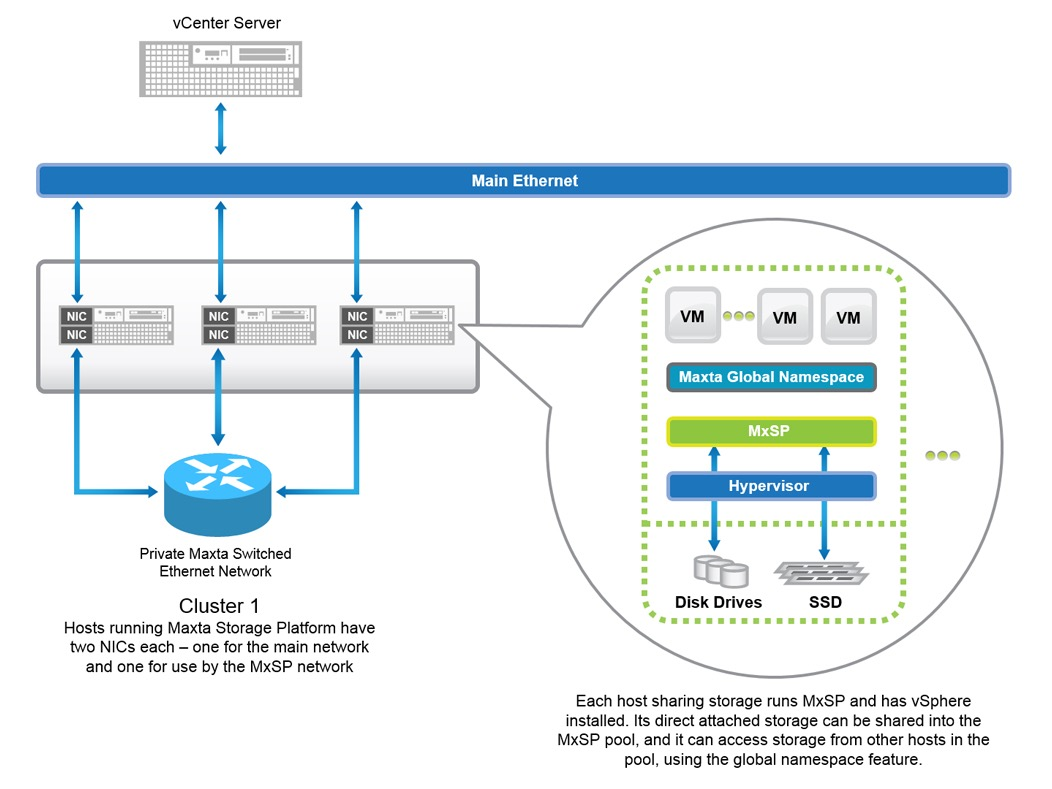 vCenter Server
Main Ethernet
NIC
NIC
NIC
NIC
NIC
NIC
VM
VM
VM
Maxta Global Namespace
MxSP
Hypervisor
Disk Drives
SSD
Private Maxta Switched
Ethernet Network
Cluster 1
Hosts running Maxta Storage Platform have
two NICs each – one for the main network
and one for use by the MxSP network
Each host sharing storage runs MxSP and has vSphere
installed. Its direct attached storage can be shared into the
MxSP pool, and it can access storage from other hosts in the
pool, using the global namespace feature.